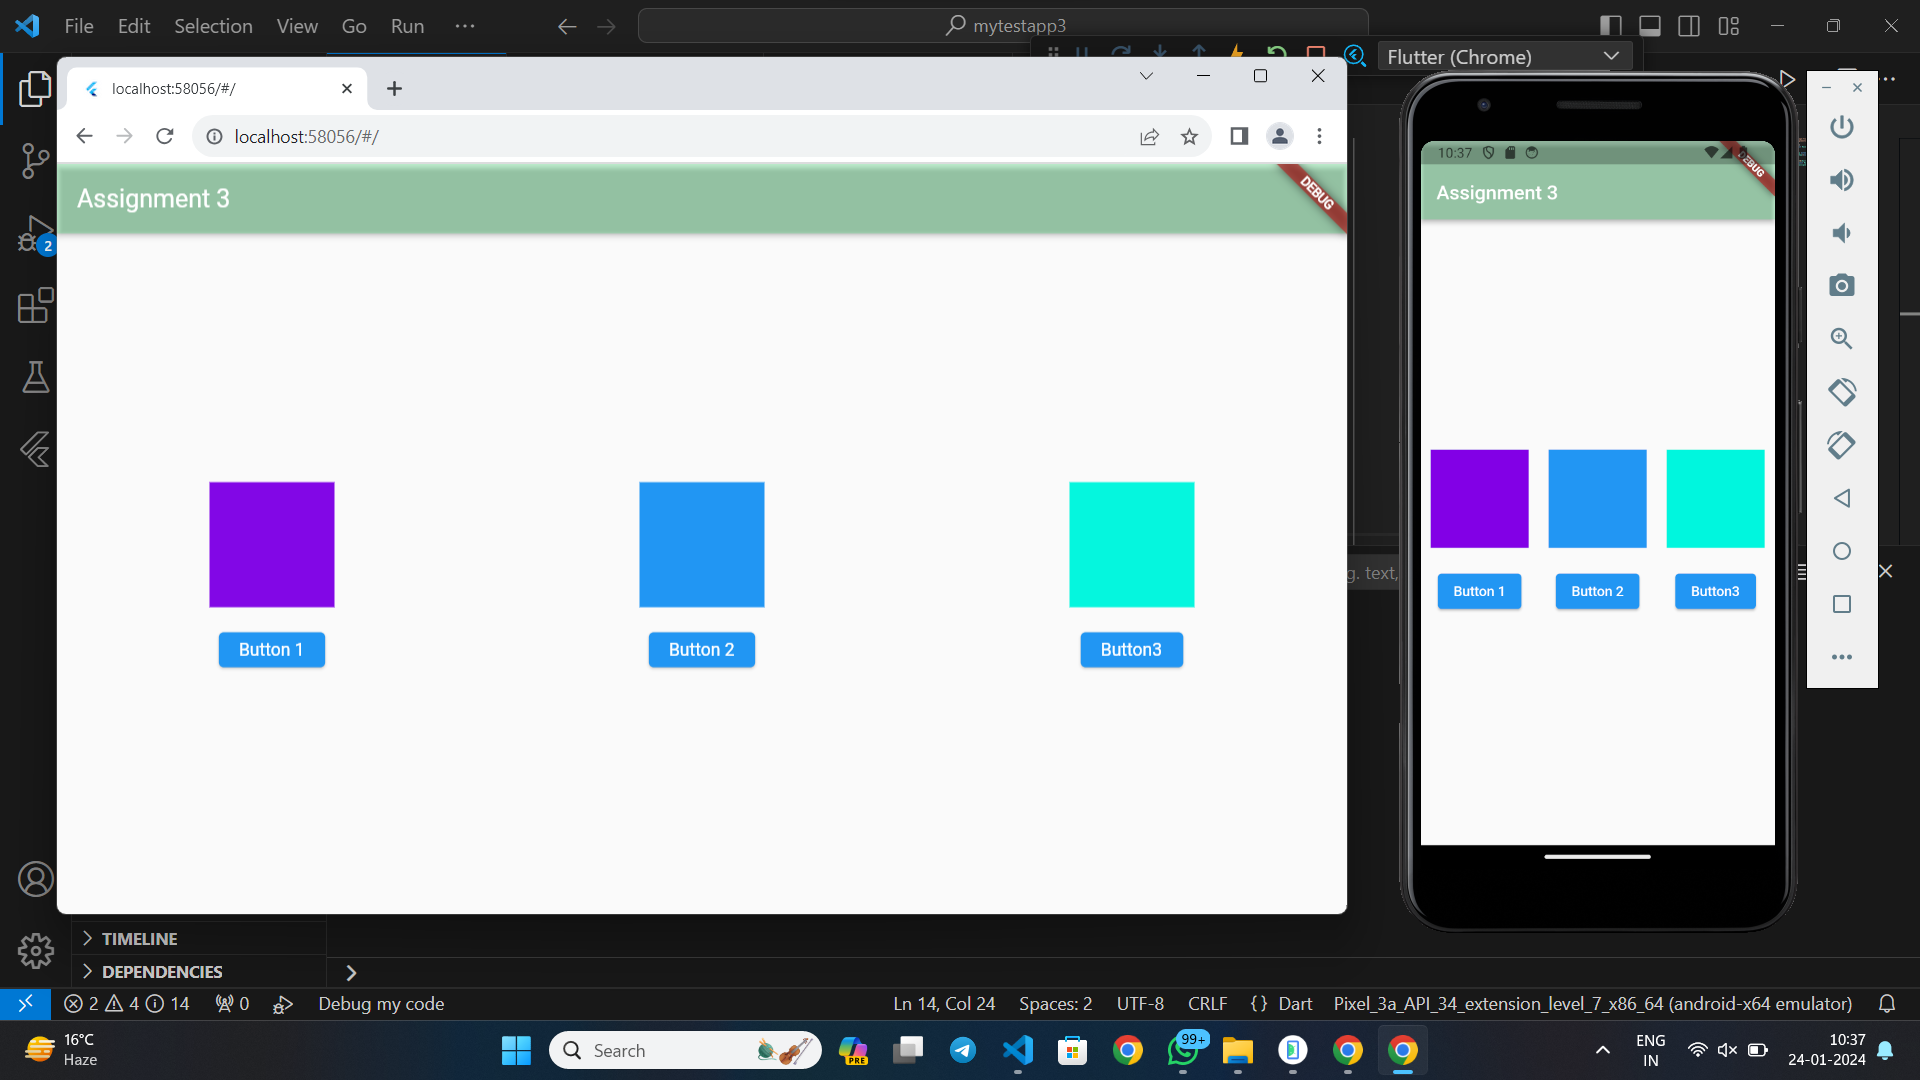 File Edit Selection View Go Run ···
mytestapp3
Flutter (Chrome)
localhost:58056/#/
localhost:58056/#/
Assignment 3
DEBUG
Button 1
Button 2
Button3
10:37
DEBUG
Assignment 3
Button 1
Button 2
Button3
g. text,
2
TIMELINE
DEPENDENCIES
2 4 14 0 Debug my code Ln 14, Col 24 Spaces: 2 UTF-8 CRLF {} Dart Pixel_3a_API_34_extension_level_7_x86_64 (android-x64 emulator)
16°C
Haze
Search
PRE
99+
ENG
IN
10:37
24-01-2024